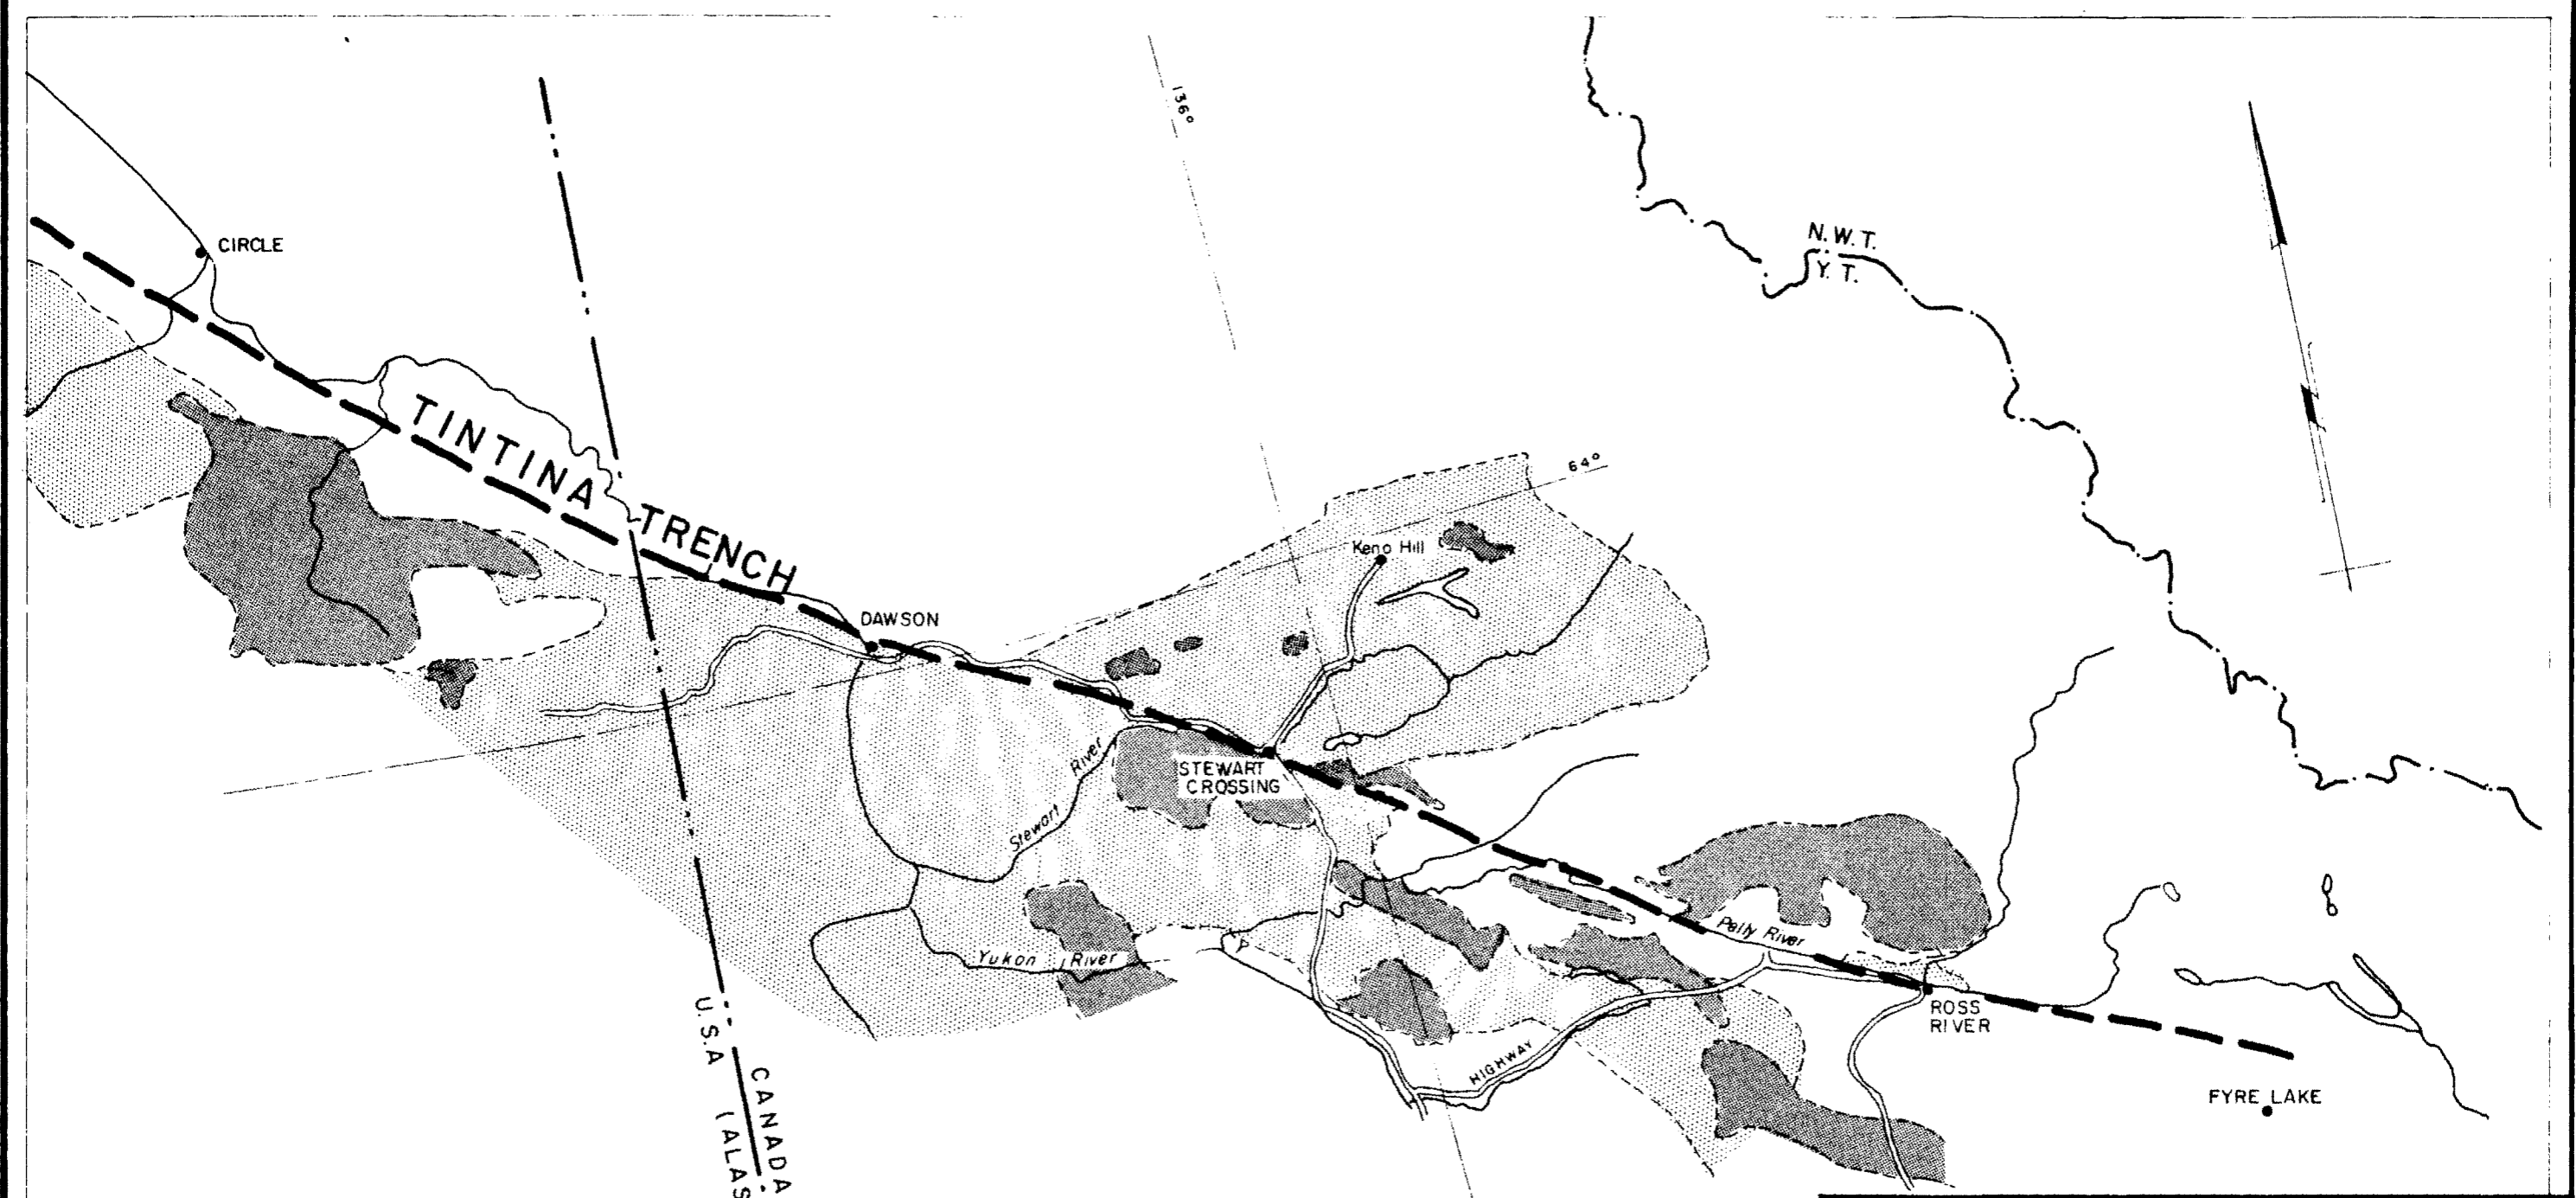 136°
CIRCLE
N.W.T.
Y.T.
TINTINA TRENCH
64°
Keno Hill
DAWSON
River
Stewart
STEWART
CROSSING
Pelly River
Yukon River
ROSS
RIVER
HIGHWAY
FYRE LAKE
U.S.A
CANADA
(ALAS